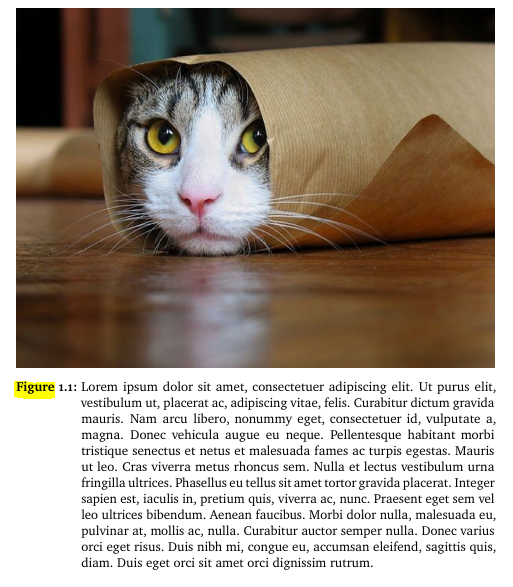 Figure 1.1: Lorem ipsum dolor sit amet, consectetuer adipiscing elit. Ut purus elit,
vestibulum ut, placerat ac, adipiscing vitae, felis. Curabitur dictum gravida
mauris. Nam arcu libero, nonummy eget, consectetuer id, vulputate a,
magna. Donec vehicula augue eu neque. Pellentesque habitant morbi
tristique senectus et netus et malesuada fames ac turpis egestas. Mauris
ut leo. Cras viverra metus rhoncus sem. Nulla et lectus vestibulum urna
fringilla ultrices. Phasellus eu tellus sit amet tortor gravida placerat. Integer
sapien est, iaculis in, pretium quis, viverra ac, nunc. Praesent eget sem vel
leo ultrices bibendum. Aenean faucibus. Morbi dolor nulla, malesuada eu,
pulvinar at, mollis ac, nulla. Curabitur auctor semper nulla. Donec varius
orci eget risus. Duis nibh mi, congue eu, accumsan eleifend, sagittis quis,
diam. Duis eget orci sit amet orci dignissim rutrum.